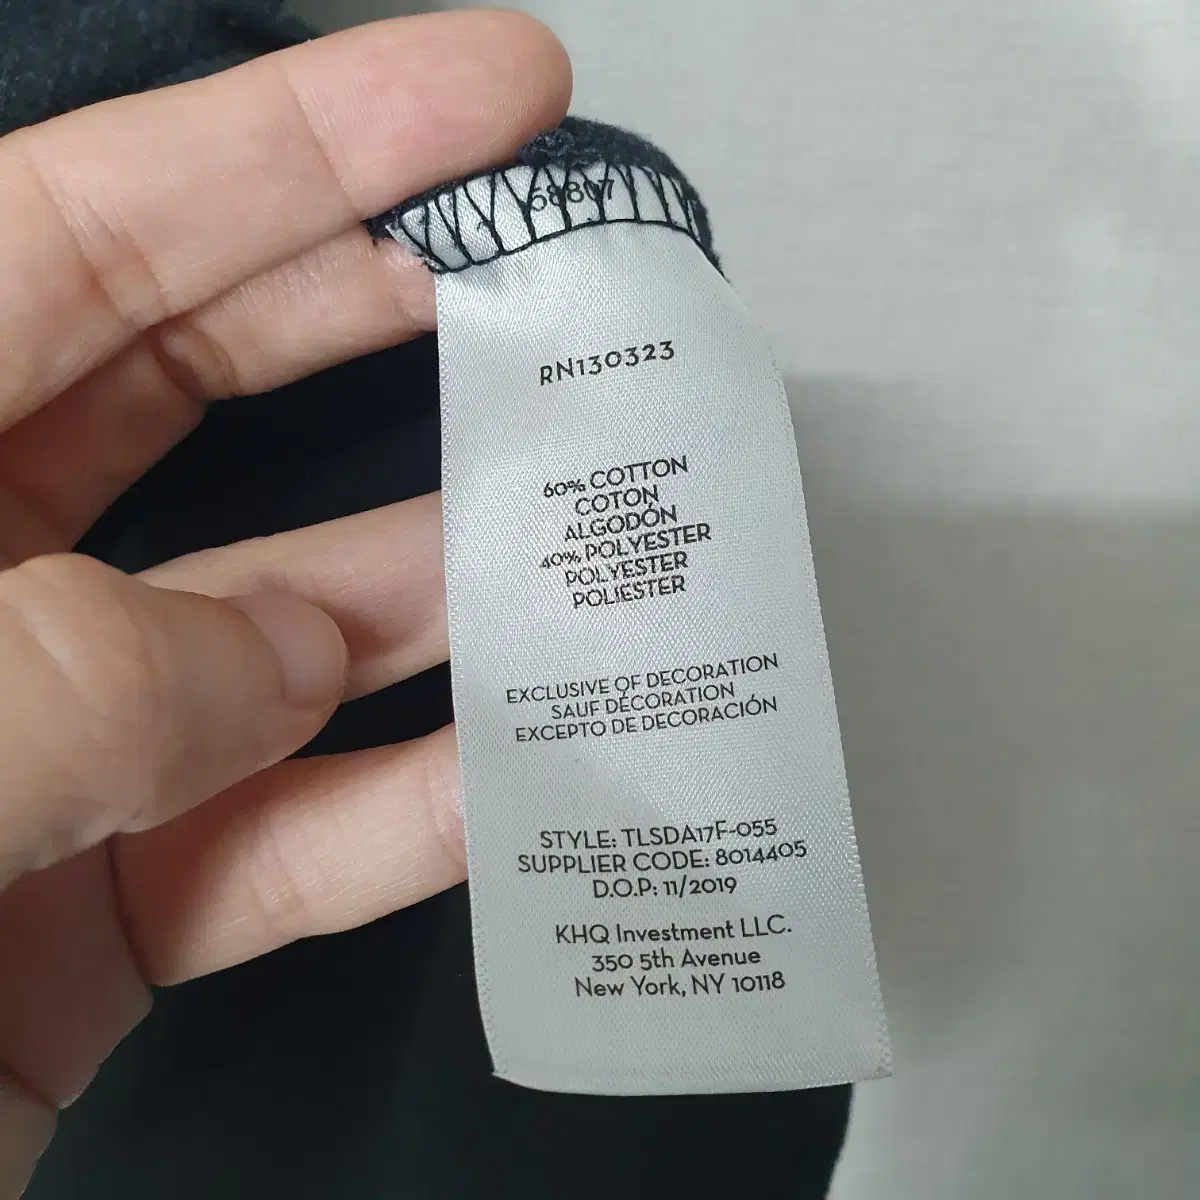 RN130323
60% COTTON
COTON
ALGODÓN
40% POLYESTER
POLYESTER
POLIÉSTER
EXCLUSIVE OF DECORATION
SAUF DÉCORATION
EXCEPTO DE DECORACIÓN
STYLE: TLSDA17F-055
SUPPLIER CODE: 8014405
D.O.P: 11/2019
KHQ Investment LLC.
350 5th Avenue
New York, NY 10118